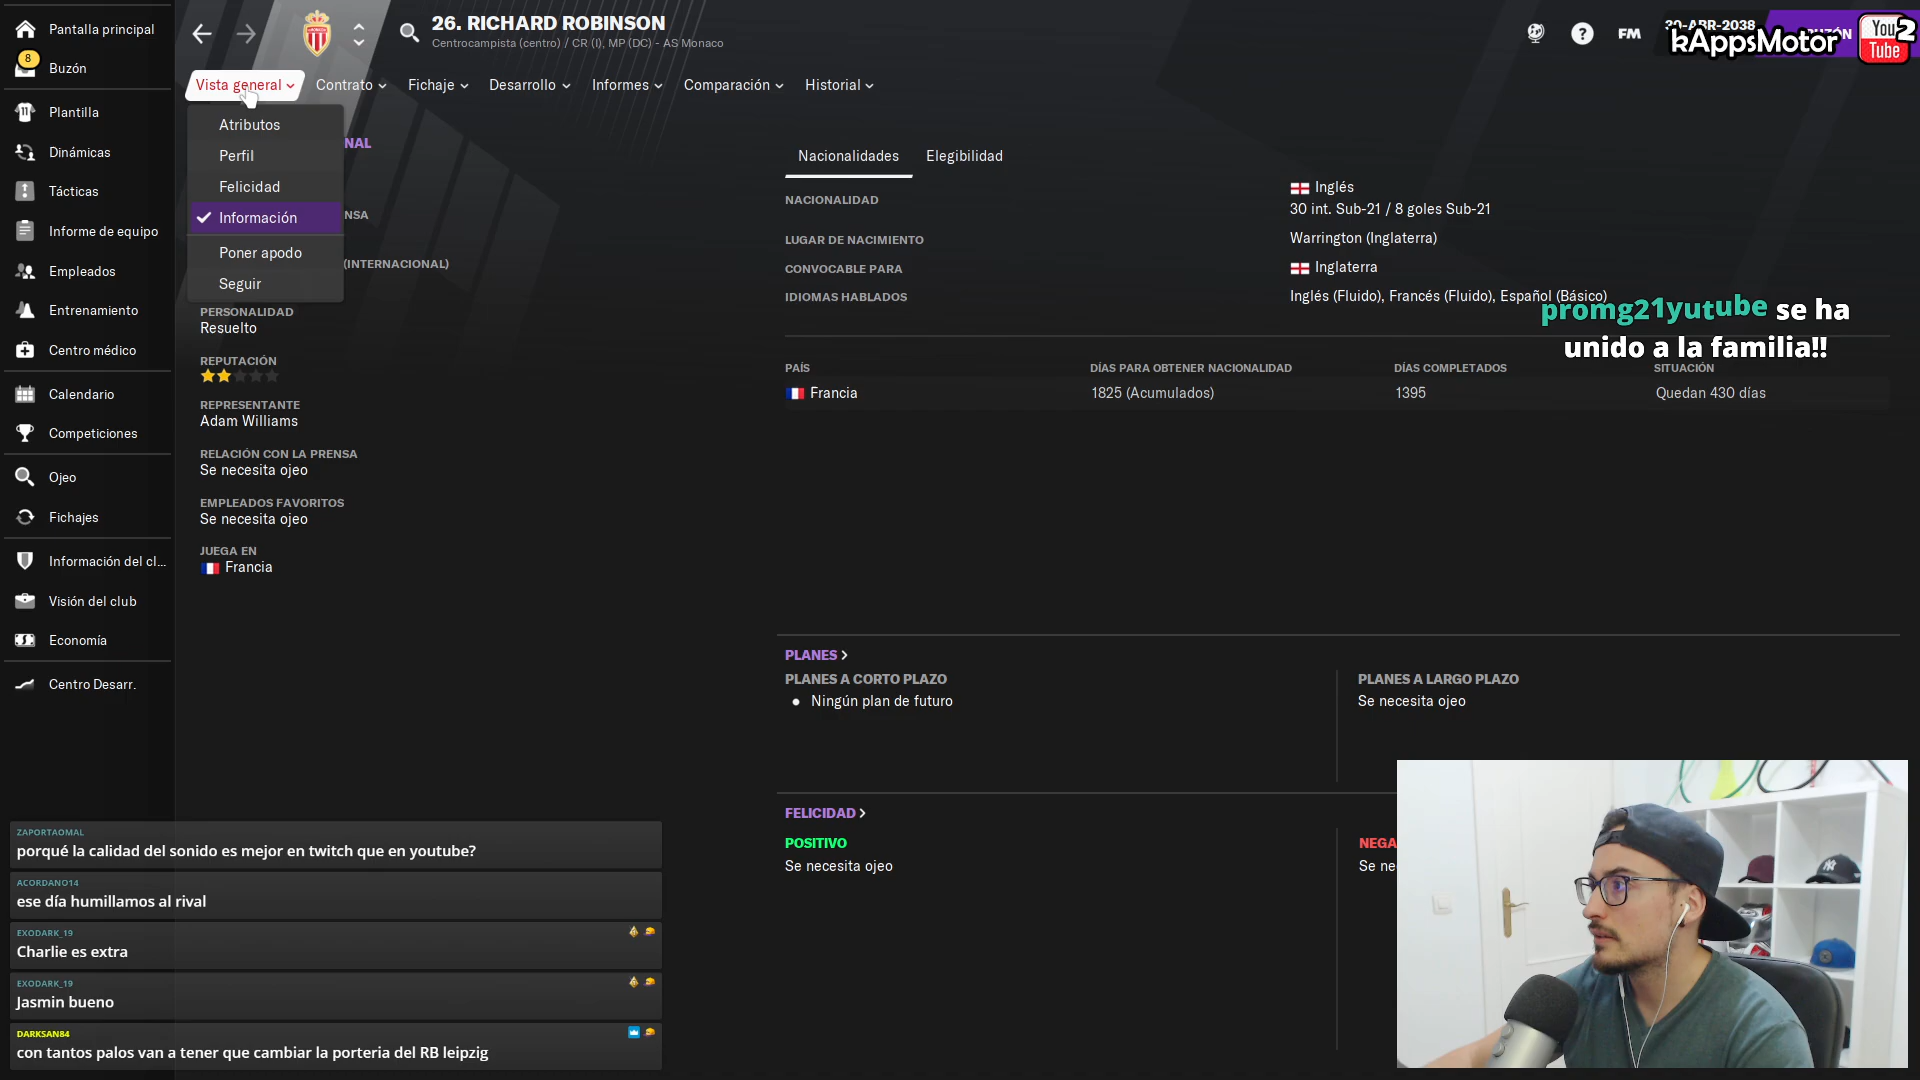 Pantalla principal
8
Buzón
Plantilla
Dinámicas
Tácticas
Informe de equipo
Empleados
Entrenamiento
Centro médico
Calendario
Competiciones
Ojeo
Fichajes
Información del cl...
Visión del club
Economía
Centro Desarr.
26. RICHARD ROBINSON
Centrocampista (centro) / CR (I), MP (DC) - AS Monaco
FM
30-ABR-2038
kAppsMotor
You2
Tube
Vista general
Contrato
Fichaje
Desarrollo
Informes
Comparación
Historial
Atributos
Perfil
Felicidad
Información
Poner apodo
Seguir
NAL
NSA
(INTERNACIONAL)
PERSONALIDAD
Resuelto
REPUTACIÓN
REPRESENTANTE
Adam Williams
RELACIÓN CON LA PRENSA
Se necesita ojeo
EMPLEADOS FAVORITOS
Se necesita ojeo
JUEGA EN
Francia
Nacionalidades
Elegibilidad
NACIONALIDAD
Inglés
30 int. Sub-21 / 8 goles Sub-21
LUGAR DE NACIMIENTO
Warrington (Inglaterra)
CONVOCABLE PARA
Inglaterra
IDIOMAS HABLADOS
Inglés (Fluido), Francés (Fluido), Español (Básico)
promg21yutube se ha
unido a la familia!!
PAÍS
DÍAS PARA OBTENER NACIONALIDAD
DÍAS COMPLETADOS
SITUACIÓN
Francia
1825 (Acumulados)
1395
Quedan 430 días
PLANES
PLANES A CORTO PLAZO
Ningún plan de futuro
PLANES A LARGO PLAZO
Se necesita ojeo
FELICIDAD
POSITIVO
Se necesita ojeo
NEGA
Se ne
ZAPORTAOMAL
porqué la calidad del sonido es mejor en twitch que en youtube?
ACORDANO14
ese día humillamos al rival
EXODARK_19
Charlie es extra
EXODARK_19
Jasmin bueno
DARKSAN84
con tantos palos van a tener que cambiar la porteria del RB leipzig